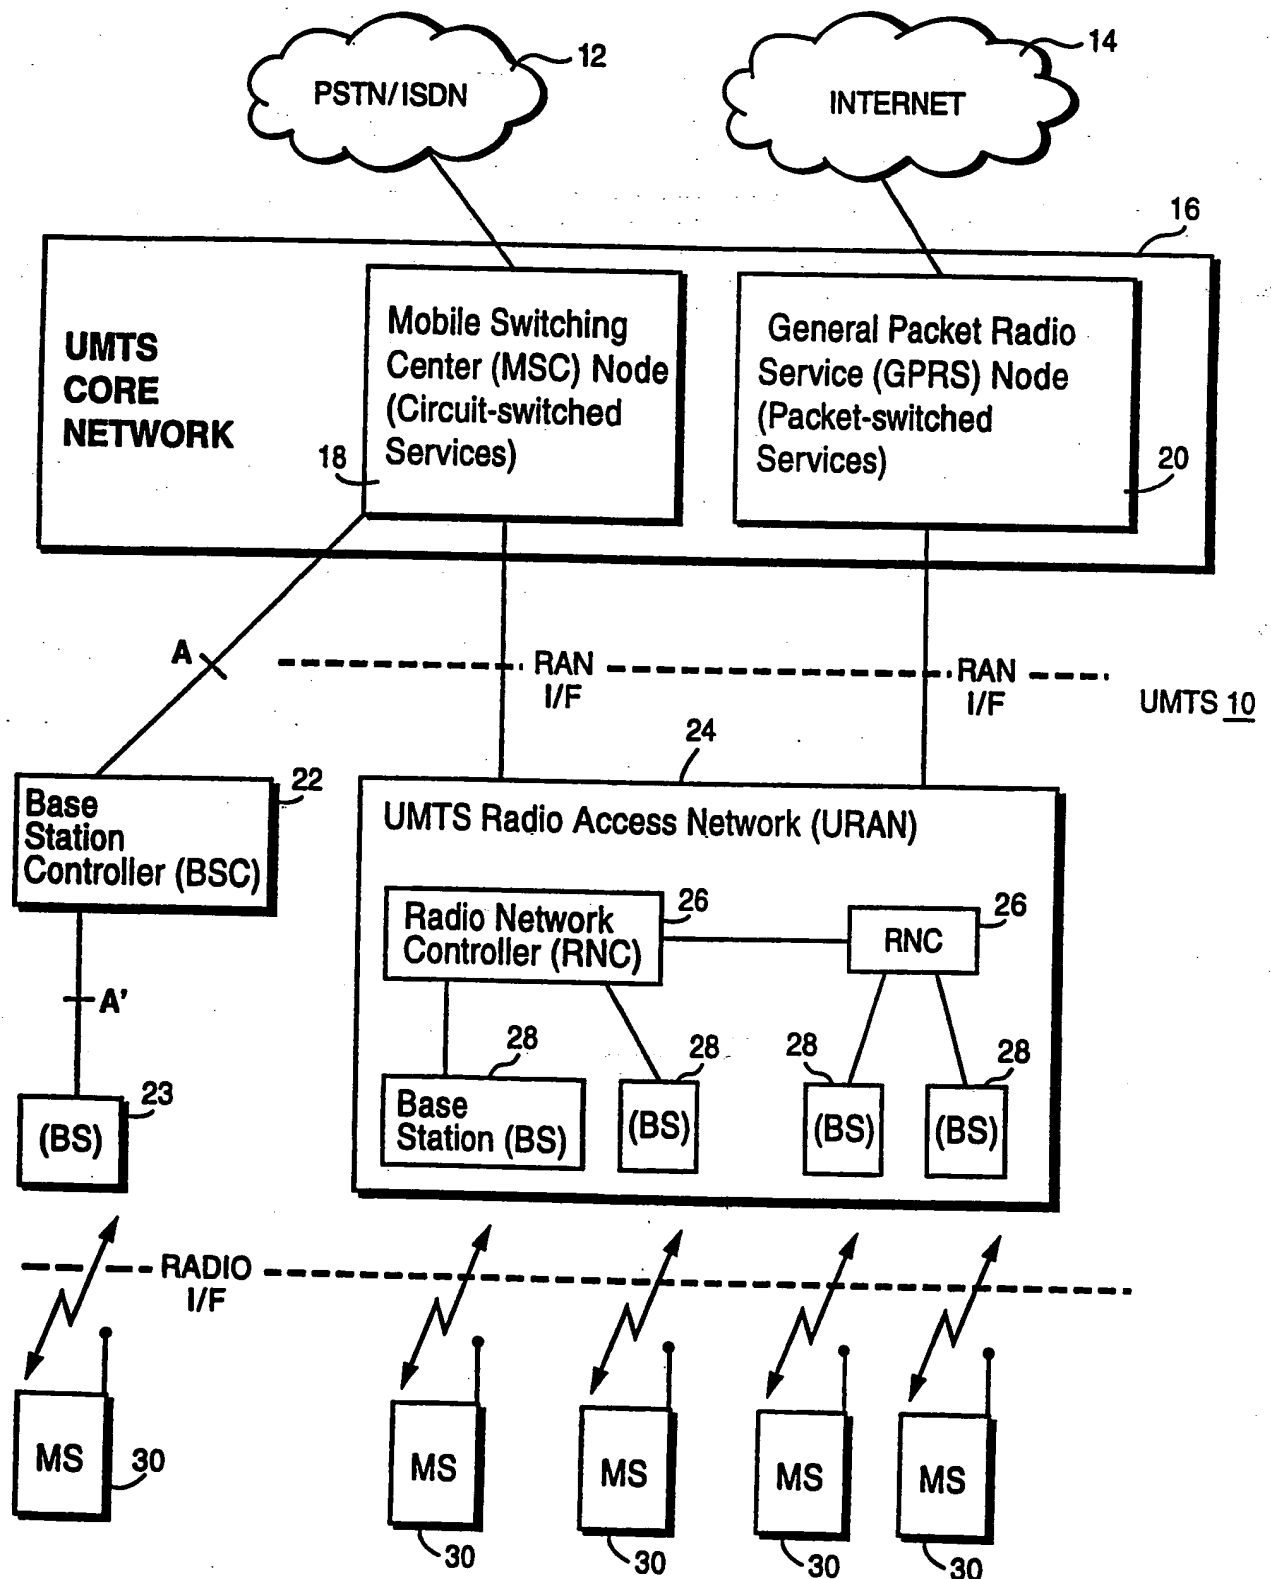 12
14
PSTN/ISDN
INTERNET
16
UMTS
CORE
NETWORK
Mobile Switching
Center (MSC) Node
(Circuit-switched
Services)
18
General Packet Radio
Service (GPRS) Node
(Packet-switched
Services)
20
A
RAN
I/F
RAN
I/F
UMTS 10
24
22
Base
Station
Controller (BSC)
UMTS Radio Access Network (URAN)
26
Radio Network
Controller (RNC)
26
RNC
A'
28
28
28
28
23
(BS)
Base
Station (BS)
(BS)
(BS)
(BS)
RADIO
I/F
MS
30
MS
30
MS
30
MS
30
MS
30